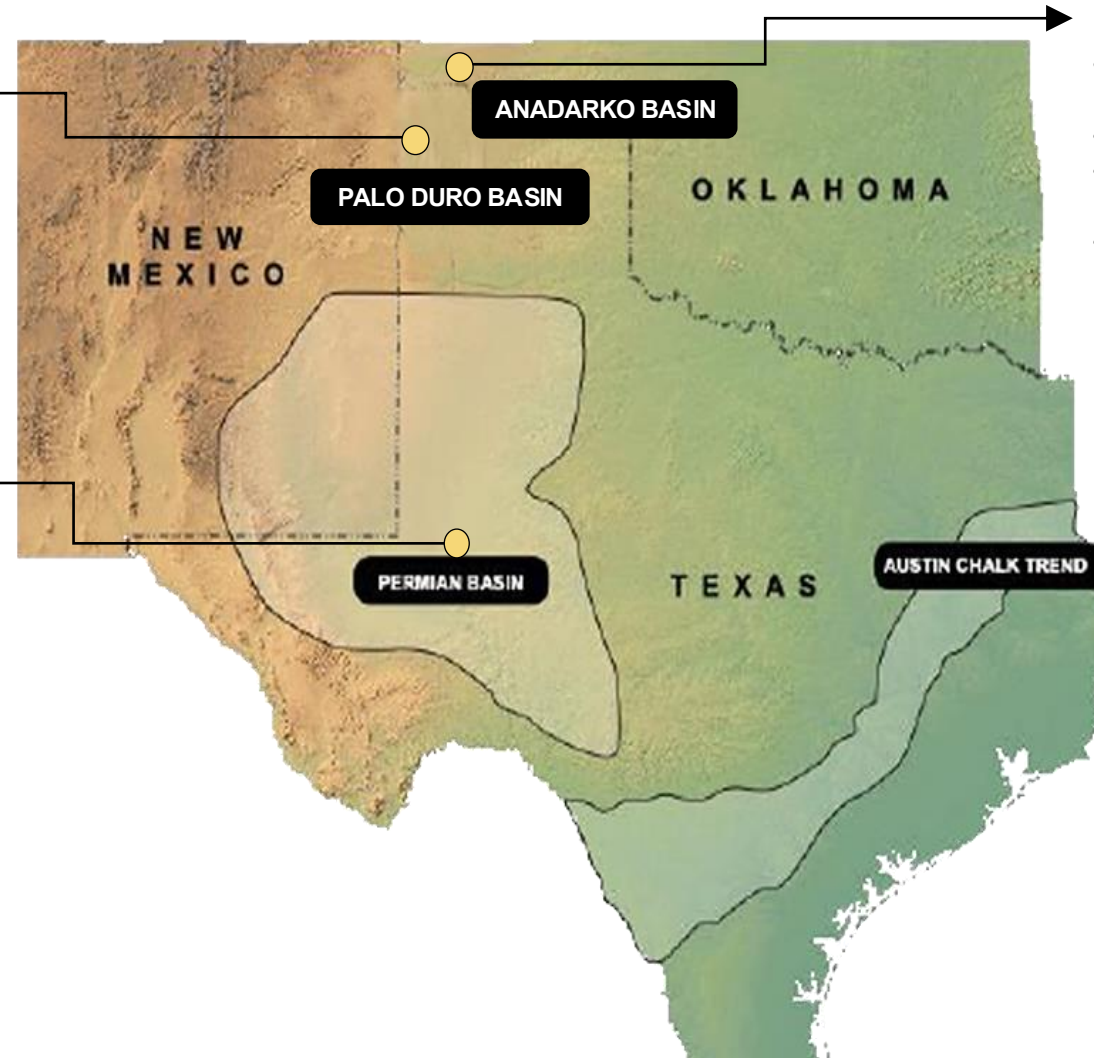 ANADARKO BASIN
PALO DURO BASIN
OKLAHOMA
NEW
MEXICO
PERMIAN BASIN
TEXAS
AUSTIN CHALK TREND